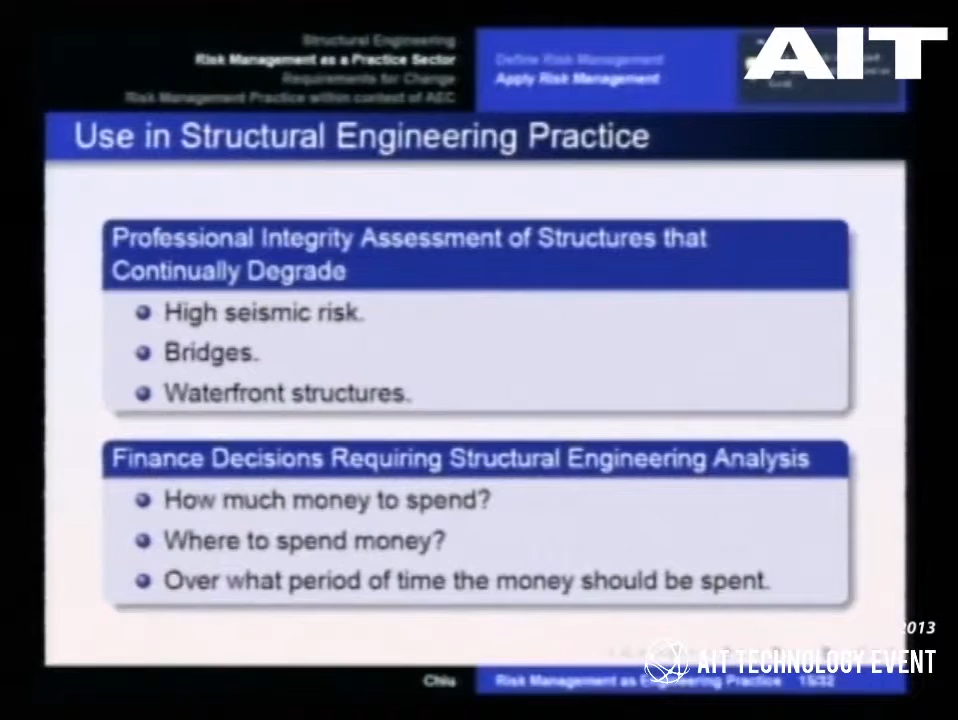 Structural Engineering
Risk Management as a Practice Sector
Requirements for Change
Risk Management Practice within context of AEC
Define Risk Management
Apply Risk Management
AIT
Use in Structural Engineering Practice
Professional Integrity Assessment of Structures that
Continually Degrade
High seismic risk.
Bridges.
Waterfront structures.
Finance Decisions Requiring Structural Engineering Analysis
How much money to spend?
Where to spend money?
Over what period of time the money should be spent.
2013
AIT TECHNOLOGY EVENT
Chiu
Risk Management as Engineering Practice 15/32